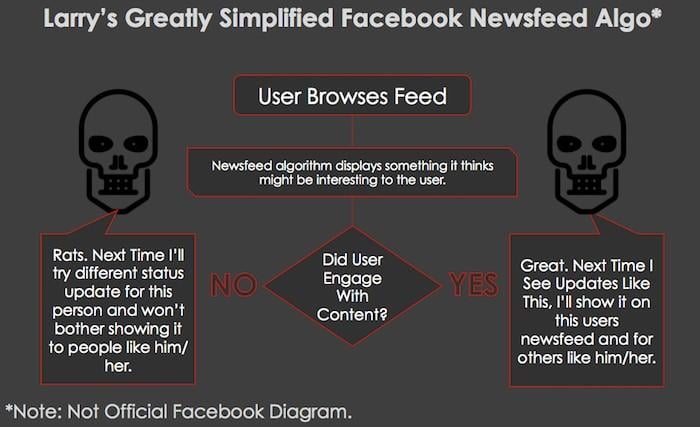 Larry's Greatly Simplified Facebook Newsfeed Algo*
User Browses Feed
Newsfeed algorithm displays something it thinks
might be interesting to the user.
Rats. Next Time I'll
try different status
update for this
person and won't
bother showing it
to people like him/
her.
NO
Did User
Engage
With
Content?
YES
Great. Next Time I
See Updates Like
This, I'll show it on
this users
newsfeed and for
others like him/her.
*Note: Not Official Facebook Diagram.